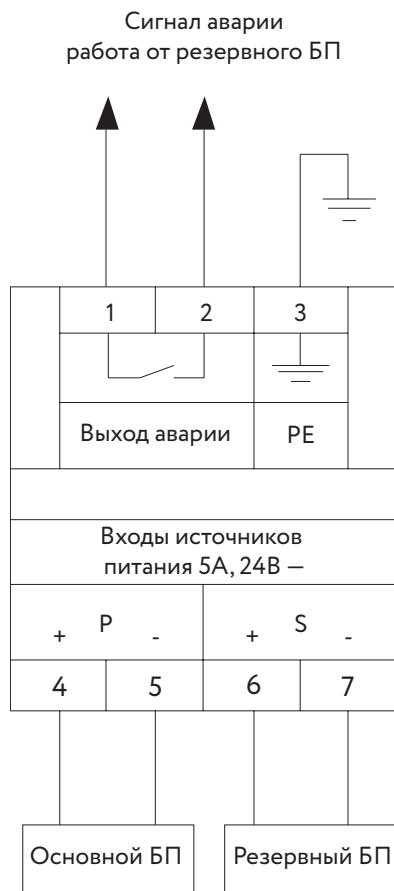 Сигнал аварии
работа от резервного БП
1 2 3
Выход аварии PE
Входы источников
питания 5А, 24В —
+ P - + S -
4 5 6 7
Основной БП Резервный БП